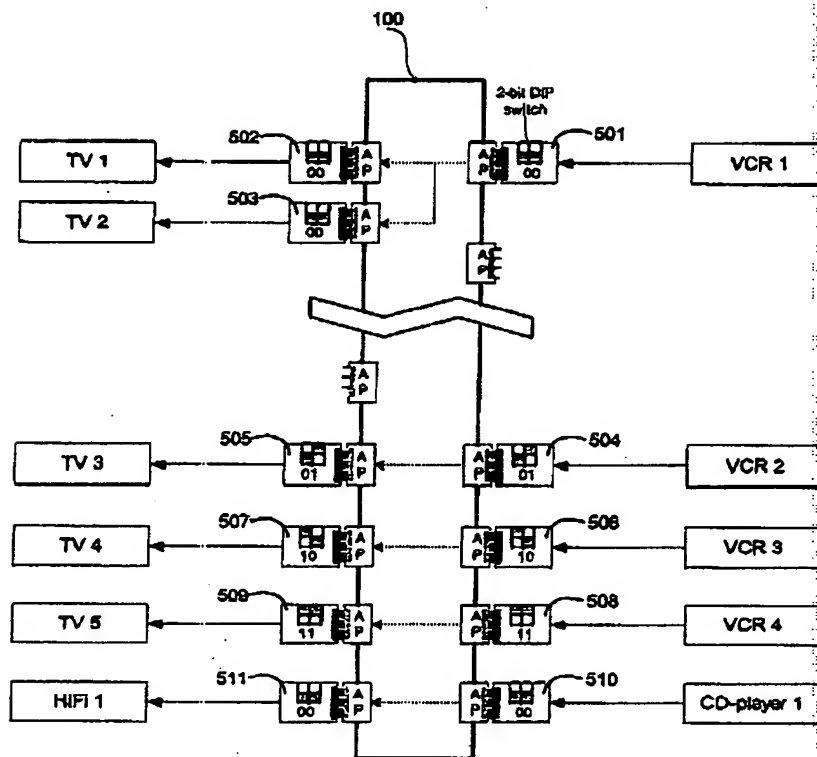 100
2-bit DIP
switch
502 501
TV 1 00 A P A P 00 VCR 1
503
TV 2 00 A P
A P
A P
505 504
TV 3 01 A P A P 01 VCR 2
507 506
TV 4 10 A P A P 10 VCR 3
509 508
TV 5 11 A P A P 11 VCR 4
511 510
HiFi 1 00 A P A P 00 CD-player 1